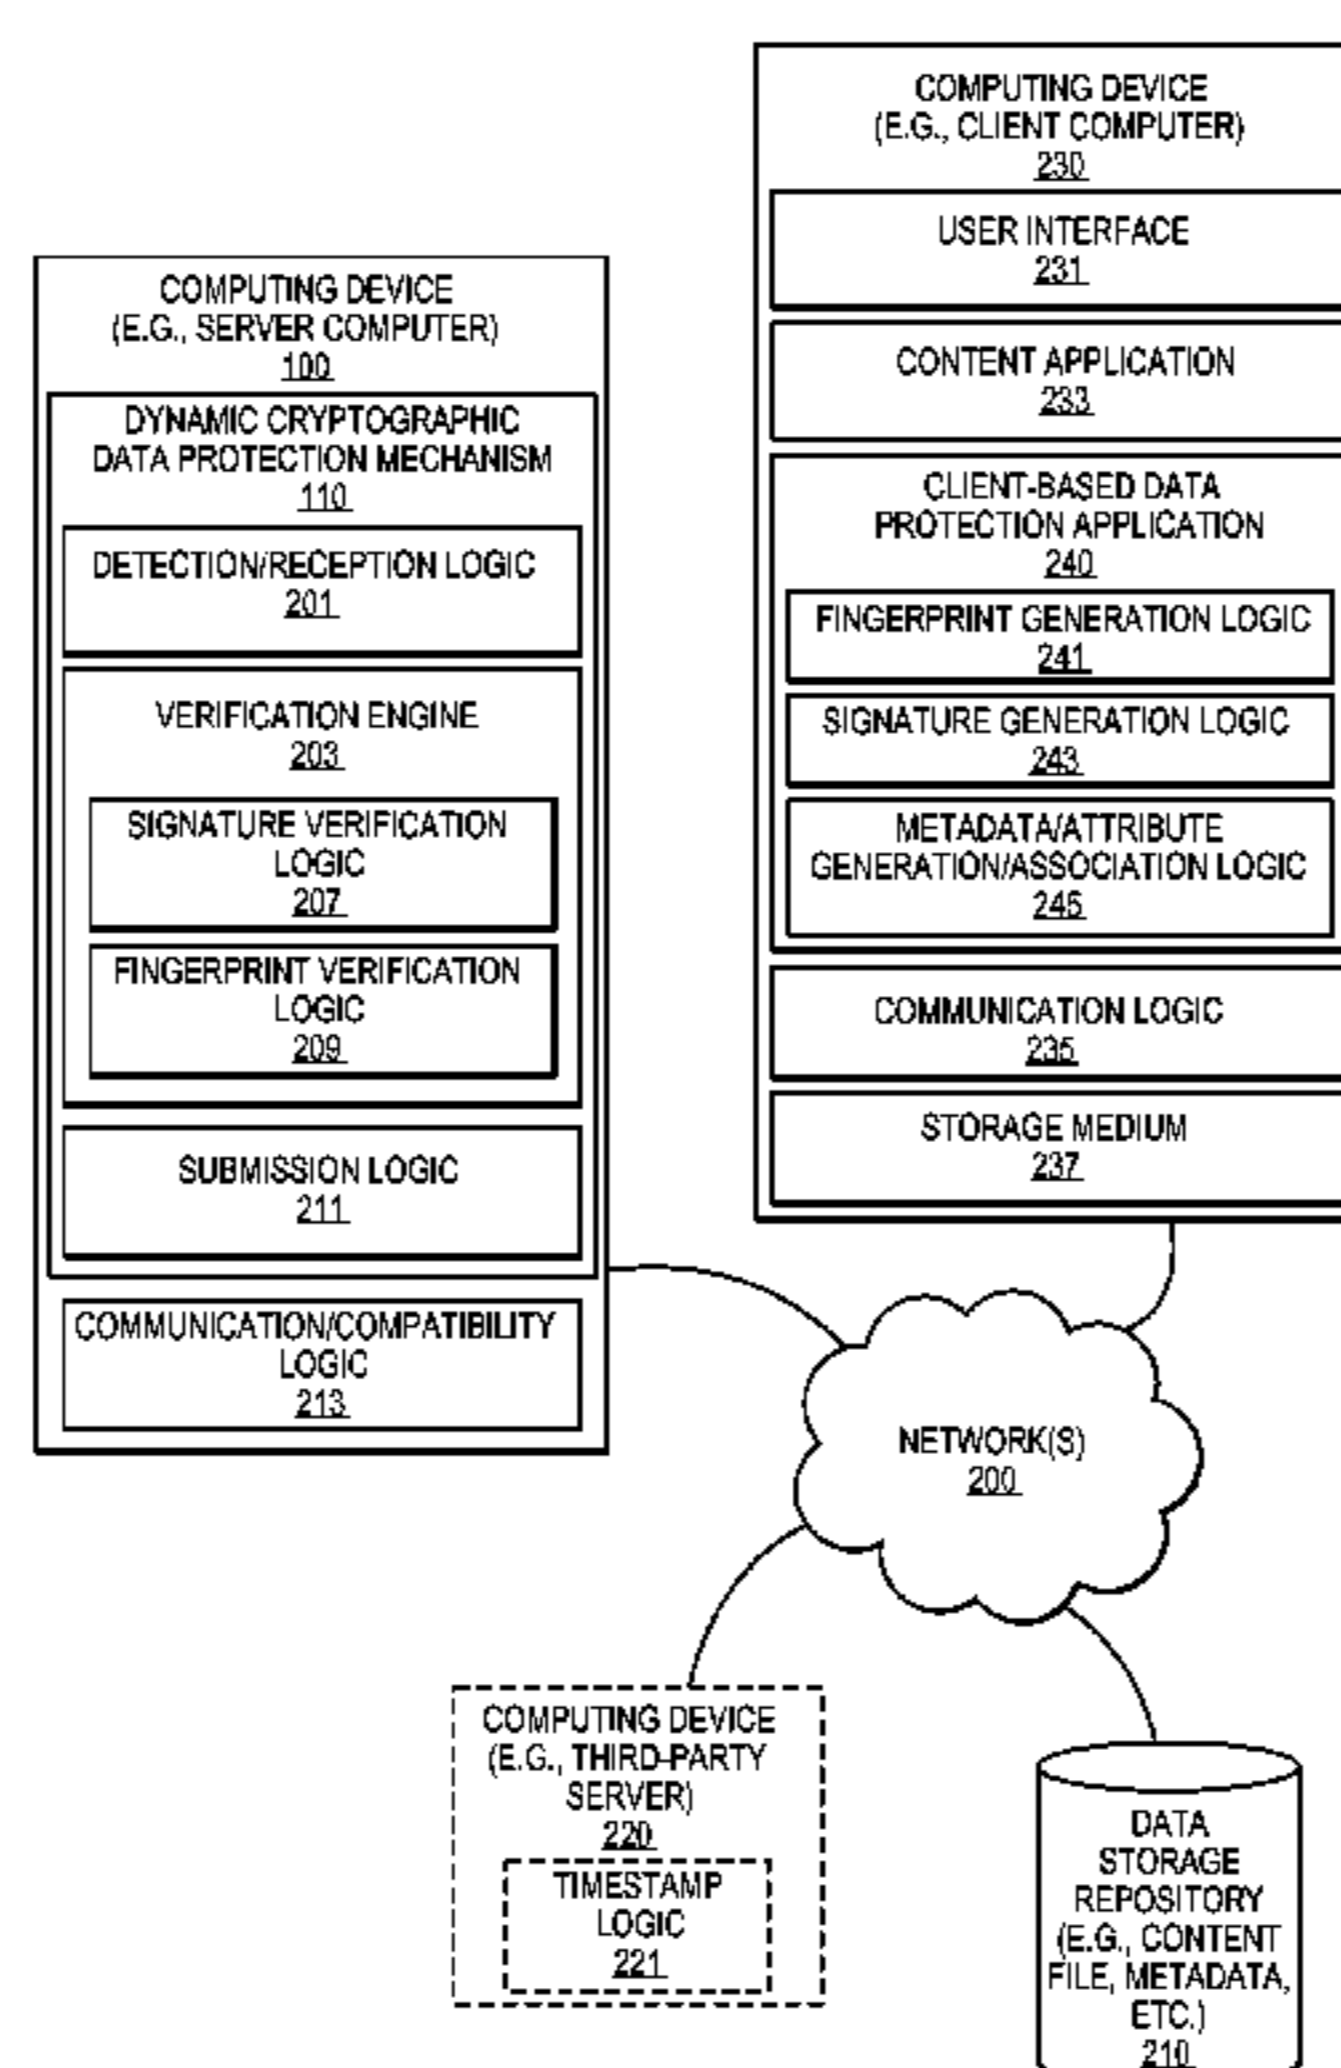 COMPUTING DEVICE
(E.G., SERVER COMPUTER)
100
DYNAMIC CRYPTOGRAPHIC
DATA PROTECTION MECHANISM
110
DETECTION/RECEPTION LOGIC
201
VERIFICATION ENGINE
203
SIGNATURE VERIFICATION
LOGIC
207
FINGERPRINT VERIFICATION
LOGIC
209
SUBMISSION LOGIC
211
COMMUNICATION/COMPATIBILITY
LOGIC
213
COMPUTING DEVICE
(E.G., CLIENT COMPUTER)
230
USER INTERFACE
231
CONTENT APPLICATION
233
CLIENT-BASED DATA
PROTECTION APPLICATION
240
FINGERPRINT GENERATION LOGIC
241
SIGNATURE GENERATION LOGIC
243
METADATA/ATTRIBUTE
GENERATION/ASSOCIATION LOGIC
245
COMMUNICATION LOGIC
235
STORAGE MEDIUM
237
NETWORK(S)
200
COMPUTING DEVICE
(E.G., THIRD-PARTY
SERVER)
220
TIMESTAMP
LOGIC
221
DATA
STORAGE
REPOSITORY
(E.G., CONTENT
FILE, METADATA,
ETC.)
210